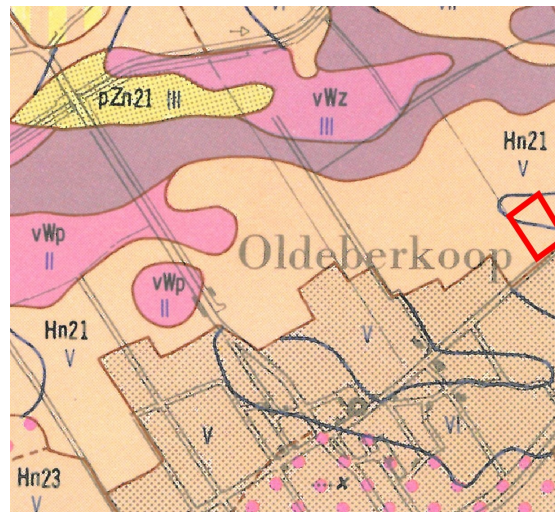 pZn21 III
vWz
III
Hn21
V
vWp
II
Oldeberkoop
vWp
II
Hn21
V
V
V
VI
Hn23
V
x